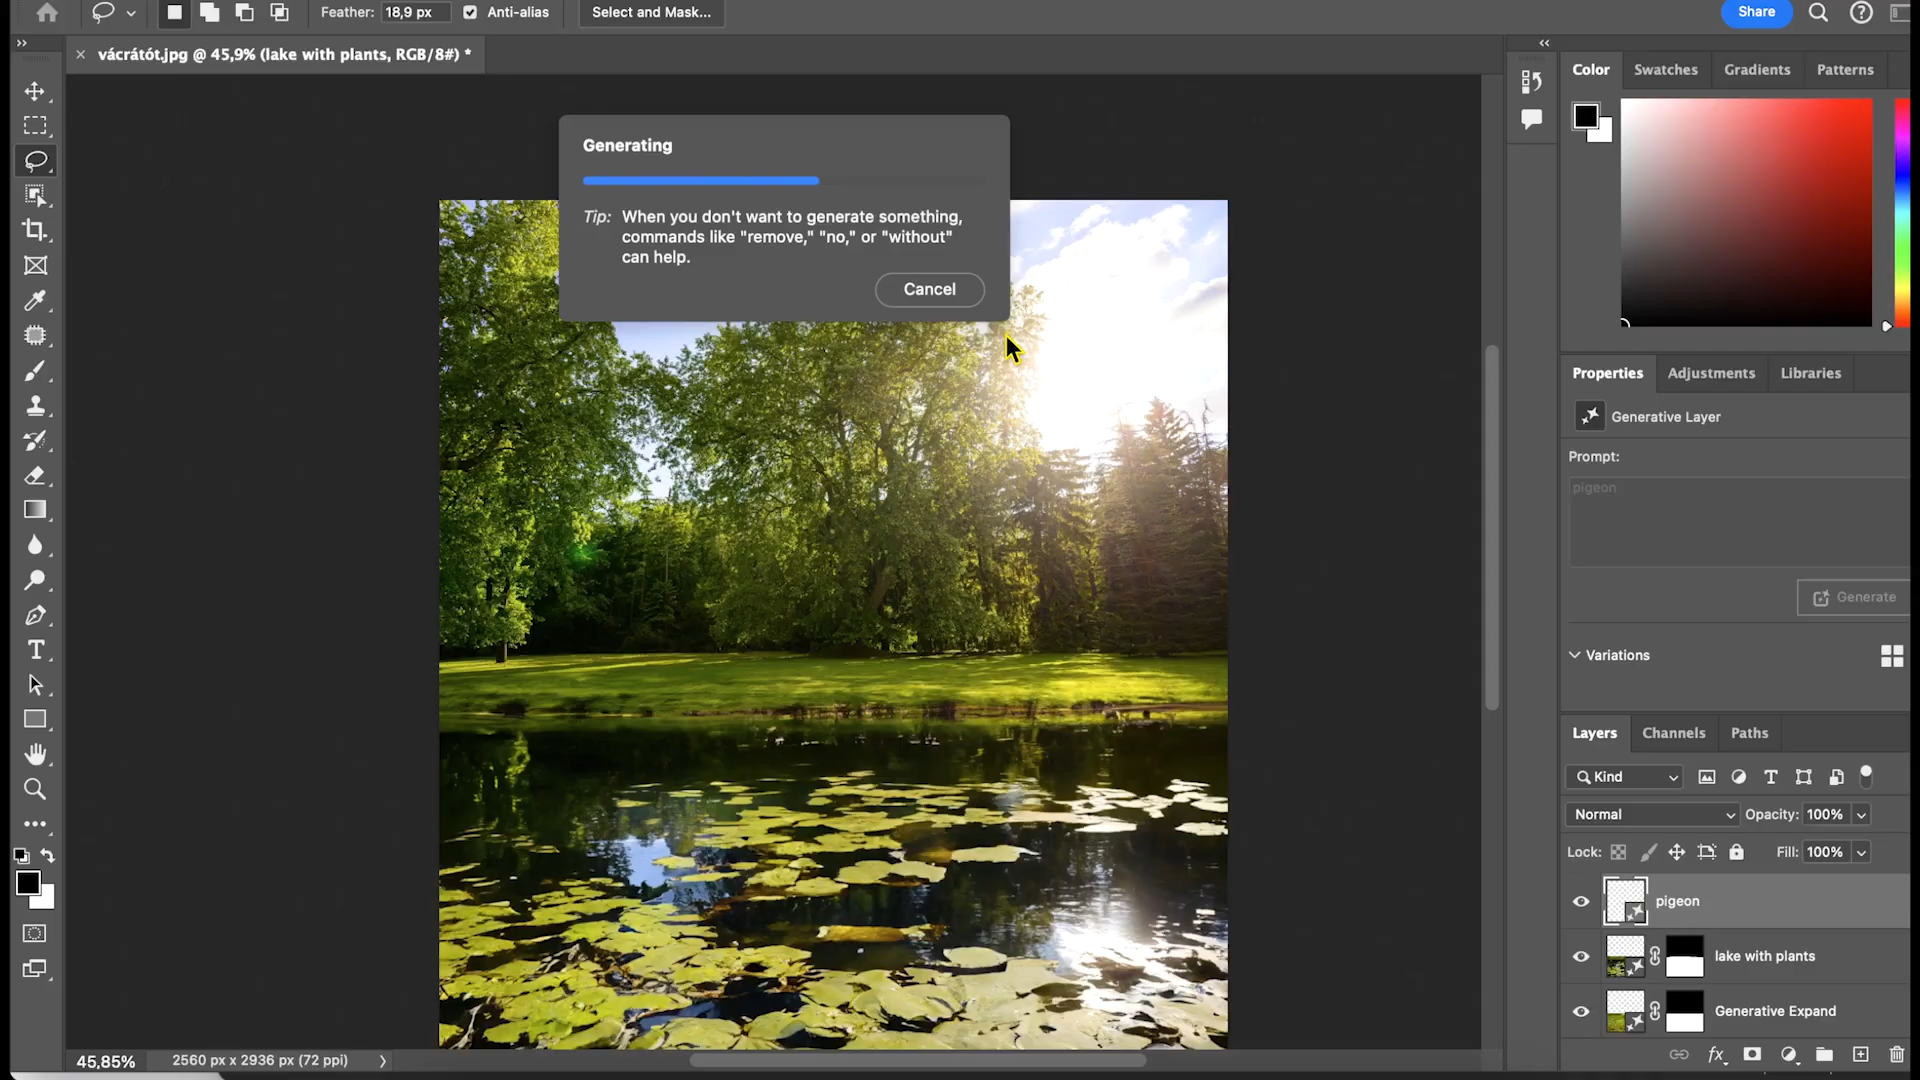 Feather: 18,9 px Anti-alias Select and Mask... Share
vácrátót.jpg @ 45,9% (lake with plants, RGB/8#) *
Color Swatches Gradients Patterns
Generating
Tip: When you don't want to generate something,
commands like "remove," "no," or "without"
can help.
Cancel
Properties Adjustments Libraries
Generative Layer
Prompt:
pigeon
Generate
Variations
Layers Channels Paths
Kind
Normal Opacity: 100%
Lock: Fill: 100%
pigeon
lake with plants
Generative Expand
fx
45,85% 2560 px x 2936 px (72 ppi)